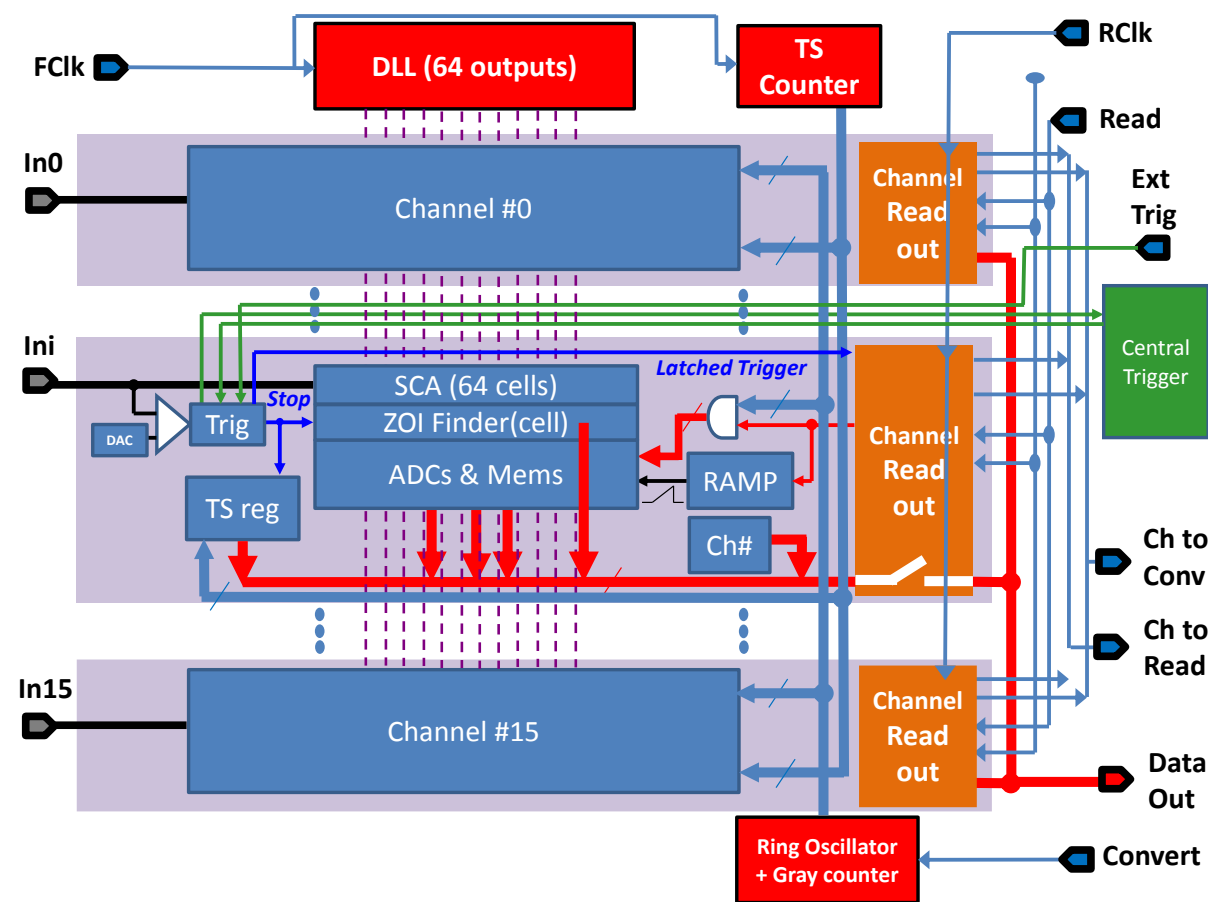 FClk
DLL (64 outputs)
TS
Counter
RClk
Read
In0
Channel #0
Channel
Read
out
Ext
Trig
Ini
Latched Trigger
Central
Trigger
SCA (64 cells)
Stop
Trig
ZOI Finder(cell)
DAC
Channel
Read
out
ADCs & Mems
RAMP
TS reg
Ch#
Ch to
Conv
Ch to
Read
In15
Channel #15
Channel
Read
out
Data
Out
Ring Oscillator
+ Gray counter
Convert